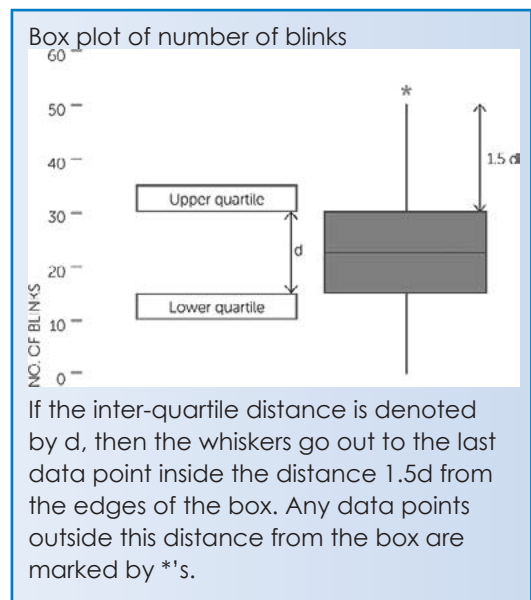 Box plot of number of blinks
60
50
*
40
1.5 d
Upper quartile
30
d
20
Lower quartile
10
0
NO. CF BLINKS
If the inter-quartile distance is denoted
by d, then the whiskers go out to the last
data point inside the distance 1.5d from
the edges of the box. Any data points
outside this distance from the box are
marked by *'s.